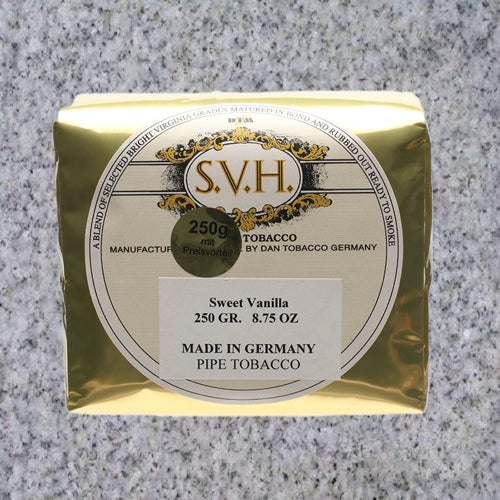 A BLEND OF SELECTED BRIGHT VIRGINIA GRADES MATURED IN BOND AND RUBBED OUT READY TO SMOKE
DTM
S.V.H.
250g
mit
Preisvorteil
TOBACCO
BY DAN TOBACCO GERMANY
Sweet Vanilla
250 GR. 8.75 OZ
MADE IN GERMANY
PIPE TOBACCO